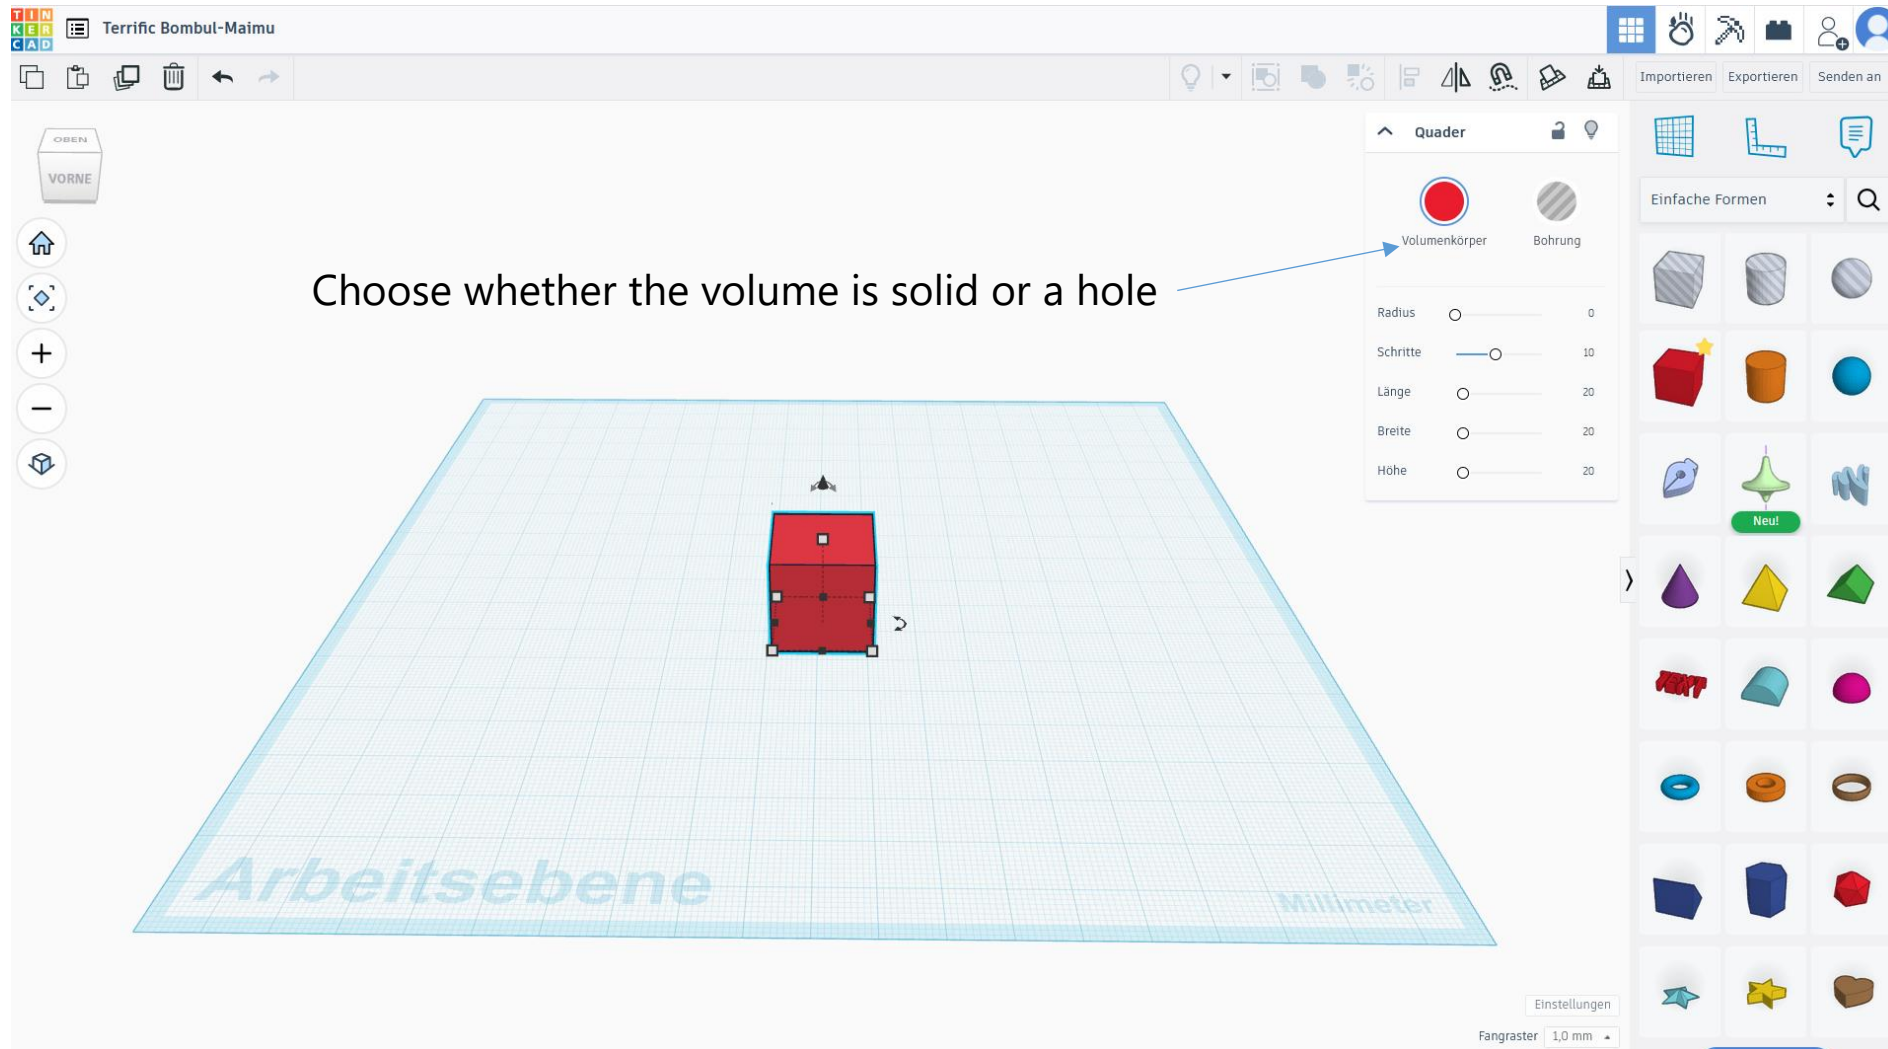 TIN
KER
CAD
Terrific Bombul-Maimu
Importieren Exportieren Senden an
OBEN
VORNE
Quader
Volumenkörper Bohrung
Choose whether the volume is solid or a hole
Radius 0
Schritte 10
Länge 20
Breite 20
Höhe 20
Einfache Formen
Neu!
TEXT
Arbeitsebene
Millimeter
Einstellungen
Fangraster 1,0 mm